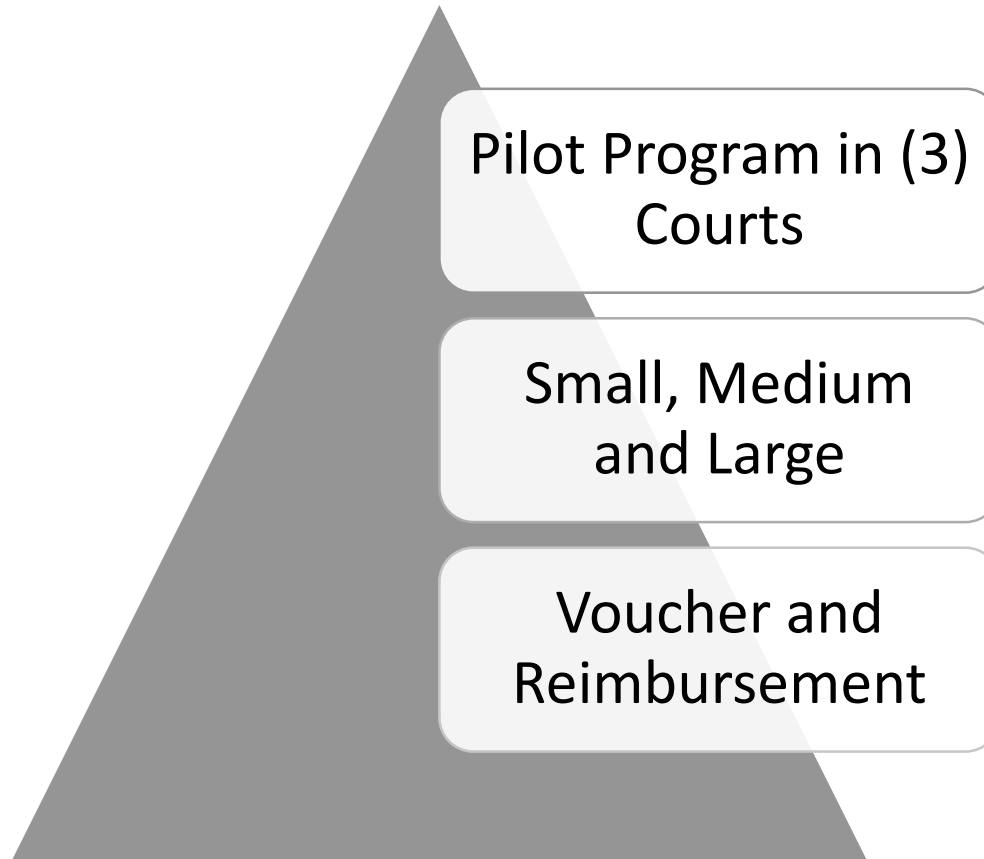 Pilot Program in (3)
Courts
Small, Medium
and Large
Voucher and
Reimbursement